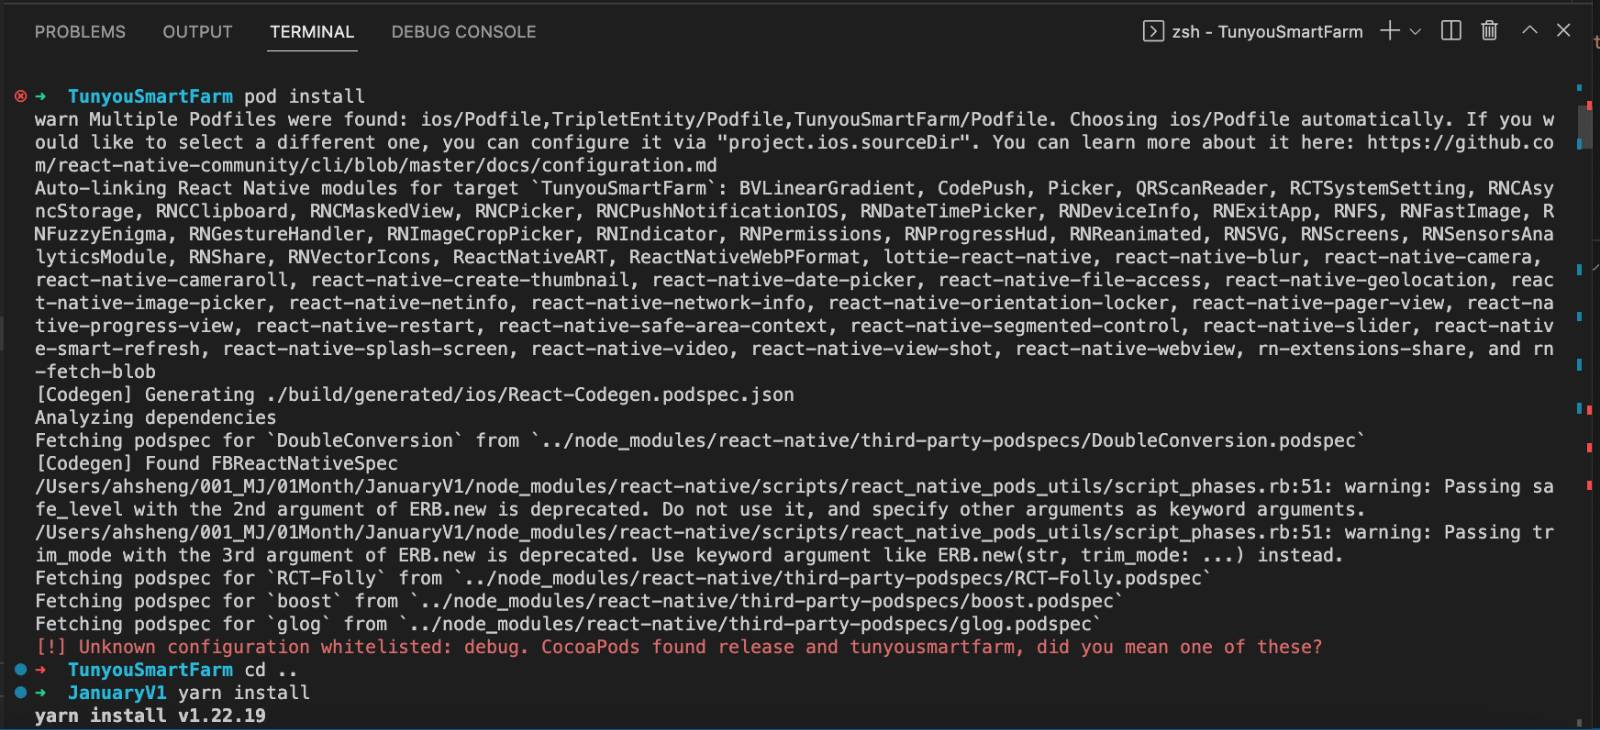 PROBLEMS OUTPUT TERMINAL DEBUG CONSOLE zsh - TunyouSmartFarm
➜ TunyouSmartFarm pod install
warn Multiple Podfiles were found: ios/Podfile,TripletEntity/Podfile,TunyouSmartFarm/Podfile. Choosing ios/Podfile automatically. If you w
ould like to select a different one, you can configure it via "project.ios.sourceDir". You can learn more about it here: https://github.co
m/react-native-community/cli/blob/master/docs/configuration.md
Auto-linking React Native modules for target `TunyouSmartFarm`: BVLinearGradient, CodePush, Picker, QRScanReader, RCTSystemSetting, RNCAsy
ncStorage, RNCClipboard, RNCMaskedView, RNCPicker, RNCPushNotificationIOS, RNDateTimePicker, RNDeviceInfo, RNExitApp, RNFS, RNFastImage, R
NFuzzyEnigma, RNGestureHandler, RNImageCropPicker, RNIndicator, RNPermissions, RNProgressHud, RNReanimated, RNSVG, RNScreens, RNSensorsAna
lyticsModule, RNShare, RNVectorIcons, ReactNativeART, ReactNativeWebPFormat, lottie-react-native, react-native-blur, react-native-camera,
react-native-cameraroll, react-native-create-thumbnail, react-native-date-picker, react-native-file-access, react-native-geolocation, reac
t-native-image-picker, react-native-netinfo, react-native-network-info, react-native-orientation-locker, react-native-pager-view, react-na
tive-progress-view, react-native-restart, react-native-safe-area-context, react-native-segmented-control, react-native-slider, react-nativ
e-smart-refresh, react-native-splash-screen, react-native-video, react-native-view-shot, react-native-webview, rn-extensions-share, and rn
-fetch-blob
[Codegen] Generating ./build/generated/ios/React-Codegen.podspec.json
Analyzing dependencies
Fetching podspec for `DoubleConversion` from `../node_modules/react-native/third-party-podspecs/DoubleConversion.podspec`
[Codegen] Found FBReactNativeSpec
/Users/ahsheng/001_MJ/01Month/JanuaryV1/node_modules/react-native/scripts/react_native_pods_utils/script_phases.rb:51: warning: Passing sa
fe_level with the 2nd argument of ERB.new is deprecated. Do not use it, and specify other arguments as keyword arguments.
/Users/ahsheng/001_MJ/01Month/JanuaryV1/node_modules/react-native/scripts/react_native_pods_utils/script_phases.rb:51: warning: Passing tr
im_mode with the 3rd argument of ERB.new is deprecated. Use keyword argument like ERB.new(str, trim_mode: ...) instead.
Fetching podspec for `RCT-Folly` from `../node_modules/react-native/third-party-podspecs/RCT-Folly.podspec`
Fetching podspec for `boost` from `../node_modules/react-native/third-party-podspecs/boost.podspec`
Fetching podspec for `glog` from `../node_modules/react-native/third-party-podspecs/glog.podspec`
[!] Unknown configuration whitelisted: debug. CocoaPods found release and tunyousmartfarm, did you mean one of these?
➜ TunyouSmartFarm cd ..
➜ JanuaryV1 yarn install
yarn install v1.22.19